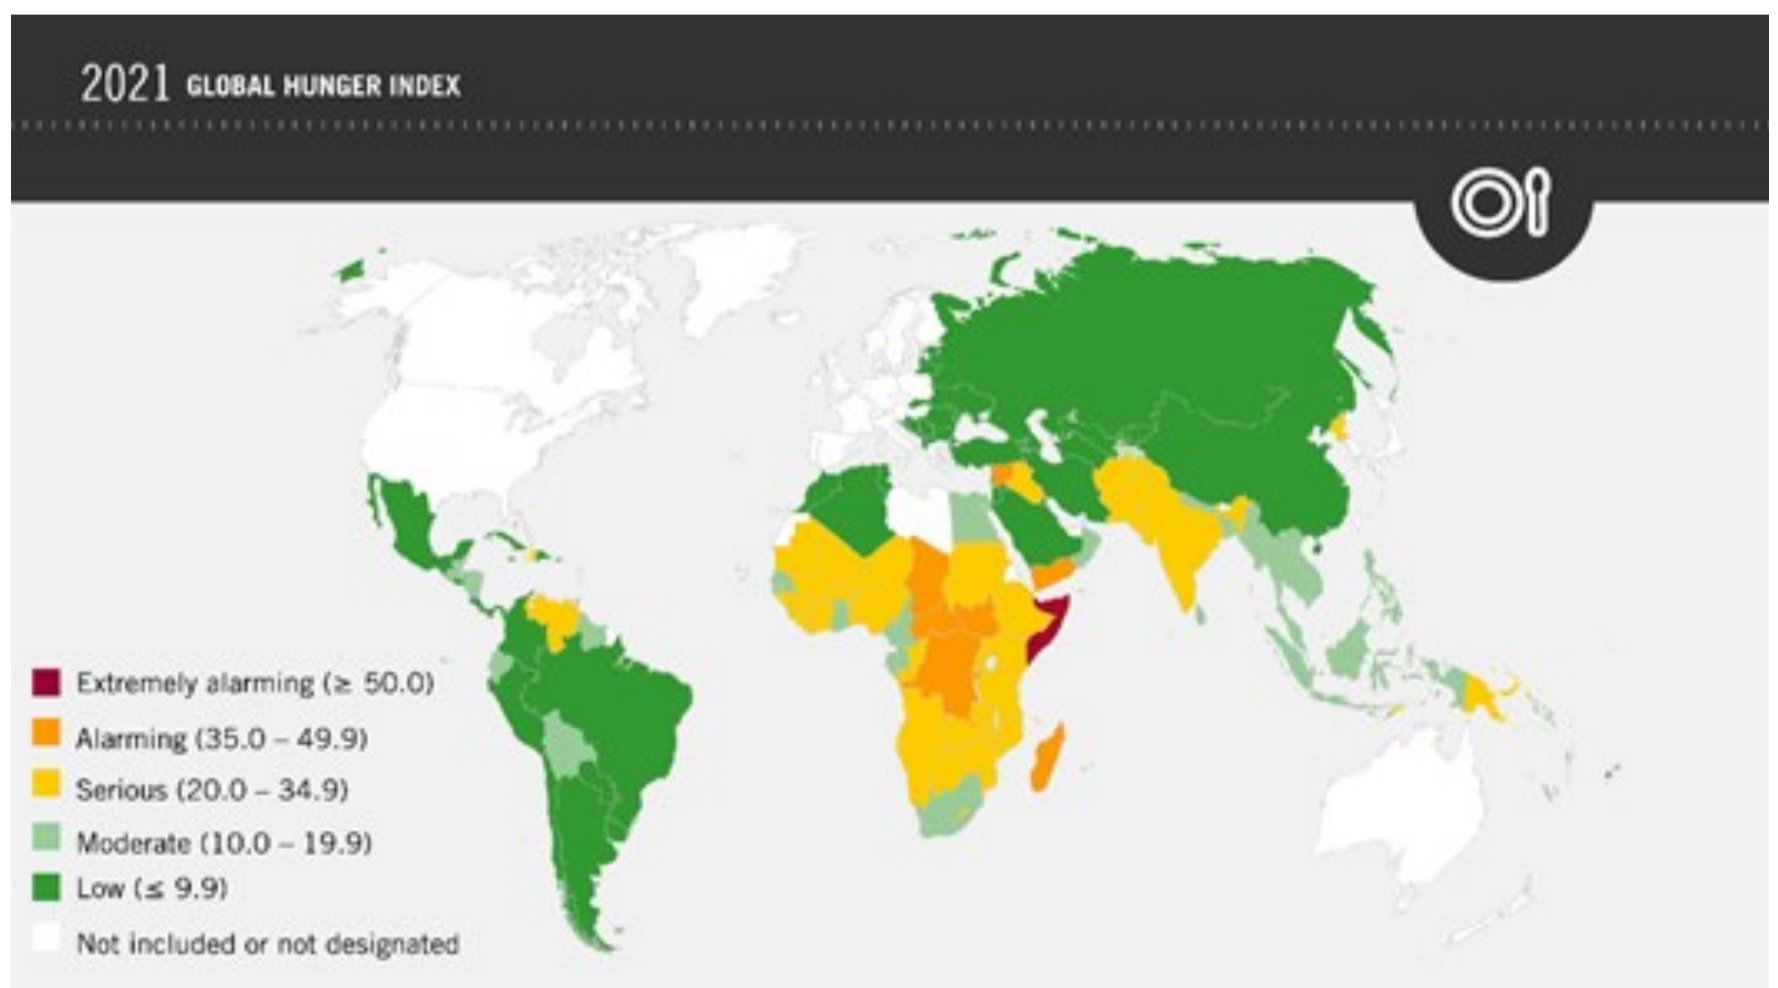 2021 GLOBAL HUNGER INDEX
Extremely alarming (≥ 50.0)
Alarming (35.0 – 49.9)
Serious (20.0 – 34.9)
Moderate (10.0 – 19.9)
Low (≤ 9.9)
Not included or not designated